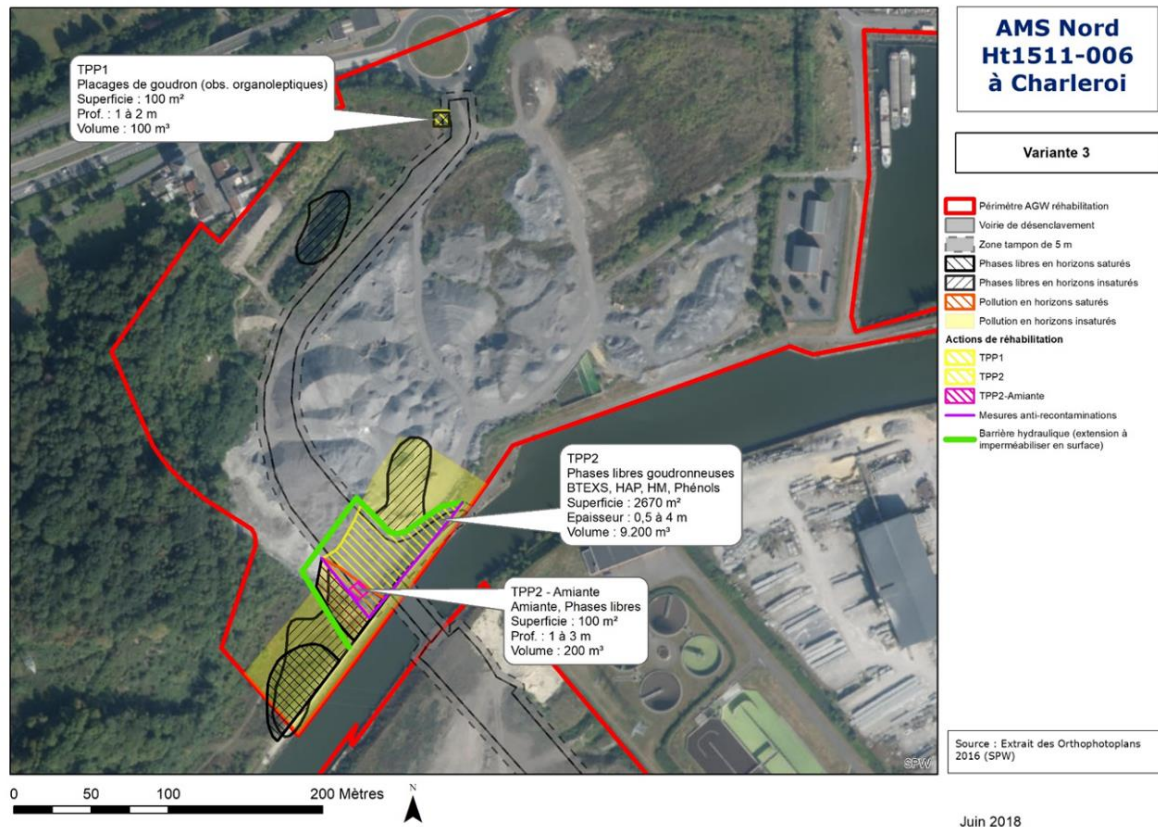 AMS Nord
Ht1511-006
à Charleroi
Variante 3
TPP1
Placages de goudron (obs. organoleptiques)
Superficie : 100 m²
Prof. : 1 à 2 m
Volume : 100 m³
Périmètre AGW réhabilitation
Voirie de désenclavement
Zone tampon de 5 m
Phases libres en horizons saturés
Phases libres en horizons insaturés
Pollution en horizons saturés
Pollution en horizons insaturés
Actions de réhabilitation
TPP1
TPP2
TPP2-Amiante
Mesures anti-recontaminations
Barrière hydraulique (extension à
imperméabiliser en surface)
TPP2
Phases libres goudronneuses
BTEXS, HAP, HM, Phénols
Superficie : 2670 m²
Epaisseur : 0,5 à 4 m
Volume : 9.200 m³
TPP2 - Amiante
Amiante, Phases libres
Superficie : 100 m²
Prof. : 1 à 3 m
Volume : 200 m³
Source : Extrait des Orthophotoplans
2016 (SPW)
SPW
0 50 100 200 Mètres
N
Juin 2018